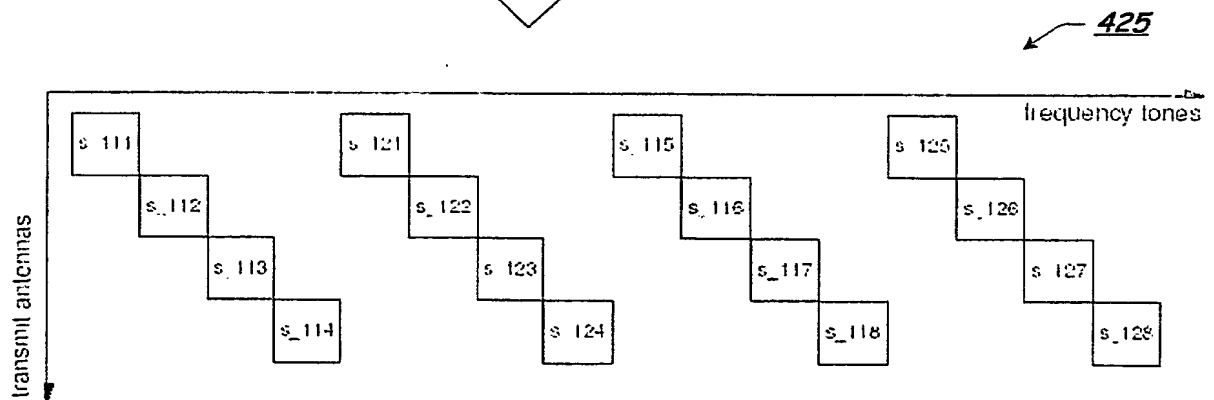 425
frequency tones
s_111 s_121 s_115 s_125
s_112 s_122 s_116 s_126
s_113 s_123 s_117 s_127
s_114 s_124 s_118 s_128
transmit antennas